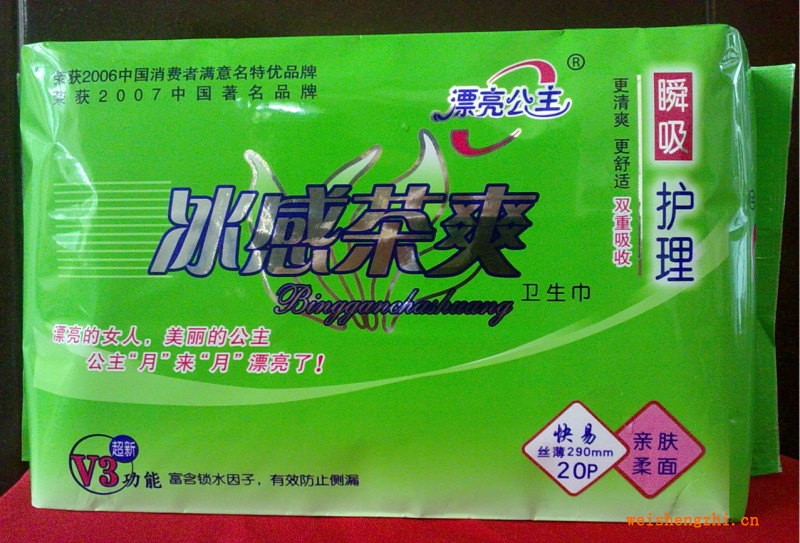 荣获2006中国消费者满意名特优品牌
荣获2007中国著名品牌
漂亮公主®
瞬吸
护理
更清爽 更舒适
双重吸收
冰感茶爽
Bingganchashuang
卫生巾
漂亮的女人，美丽的公主
公主“月”来“月”漂亮了！
超新
V3功能
富含锁水因子，有效防止侧漏
快易
丝薄290mm
20P
亲肤
柔面
weishengzhi.cn